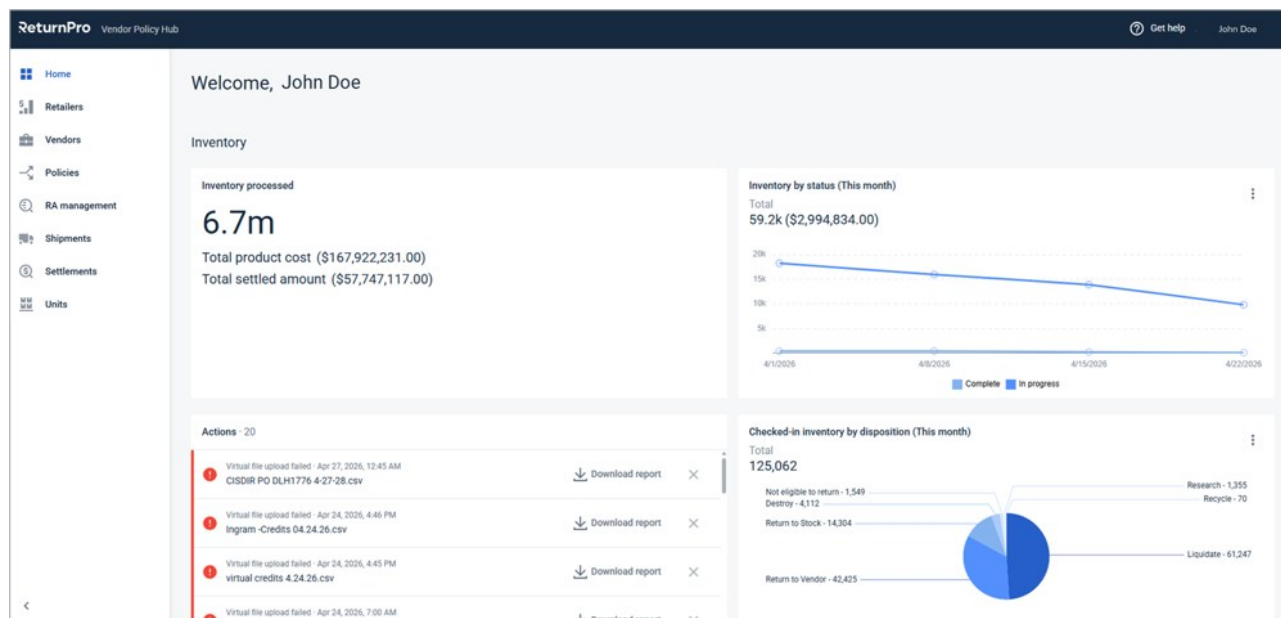 ReturnPro Vendor Policy Hub
Get help
John Doe
Home
Retailers
Vendors
Policies
RA management
Shipments
Settlements
Units
Welcome, John Doe
Inventory
Inventory processed
6.7m
Total product cost ($167,922,231.00)
Total settled amount ($57,747,117.00)
Inventory by status (This month)
Total
59.2k ($2,994,834.00)
20k
15k
10k
5k
4/1/2026 4/8/2026 4/15/2026 4/22/2026
Complete In progress
Actions · 20
Virtual file upload failed · Apr 27, 2026, 12:45 AM
CISDIR PO DLH1776 4-27-28.csv
Download report
Virtual file upload failed · Apr 24, 2026, 4:46 PM
Ingram -Credits 04.24.26.csv
Download report
Virtual file upload failed · Apr 24, 2026, 4:45 PM
virtual credits 4.24.26.csv
Download report
Virtual file upload failed · Apr 24, 2026, 7:00 AM
Download report
Checked-in inventory by disposition (This month)
Total
125,062
Not eligible to return - 1,549
Destroy - 4,112
Return to Stock - 14,304
Return to Vendor - 42,425
Research - 1,355
Recycle - 70
Liquidate - 61,247